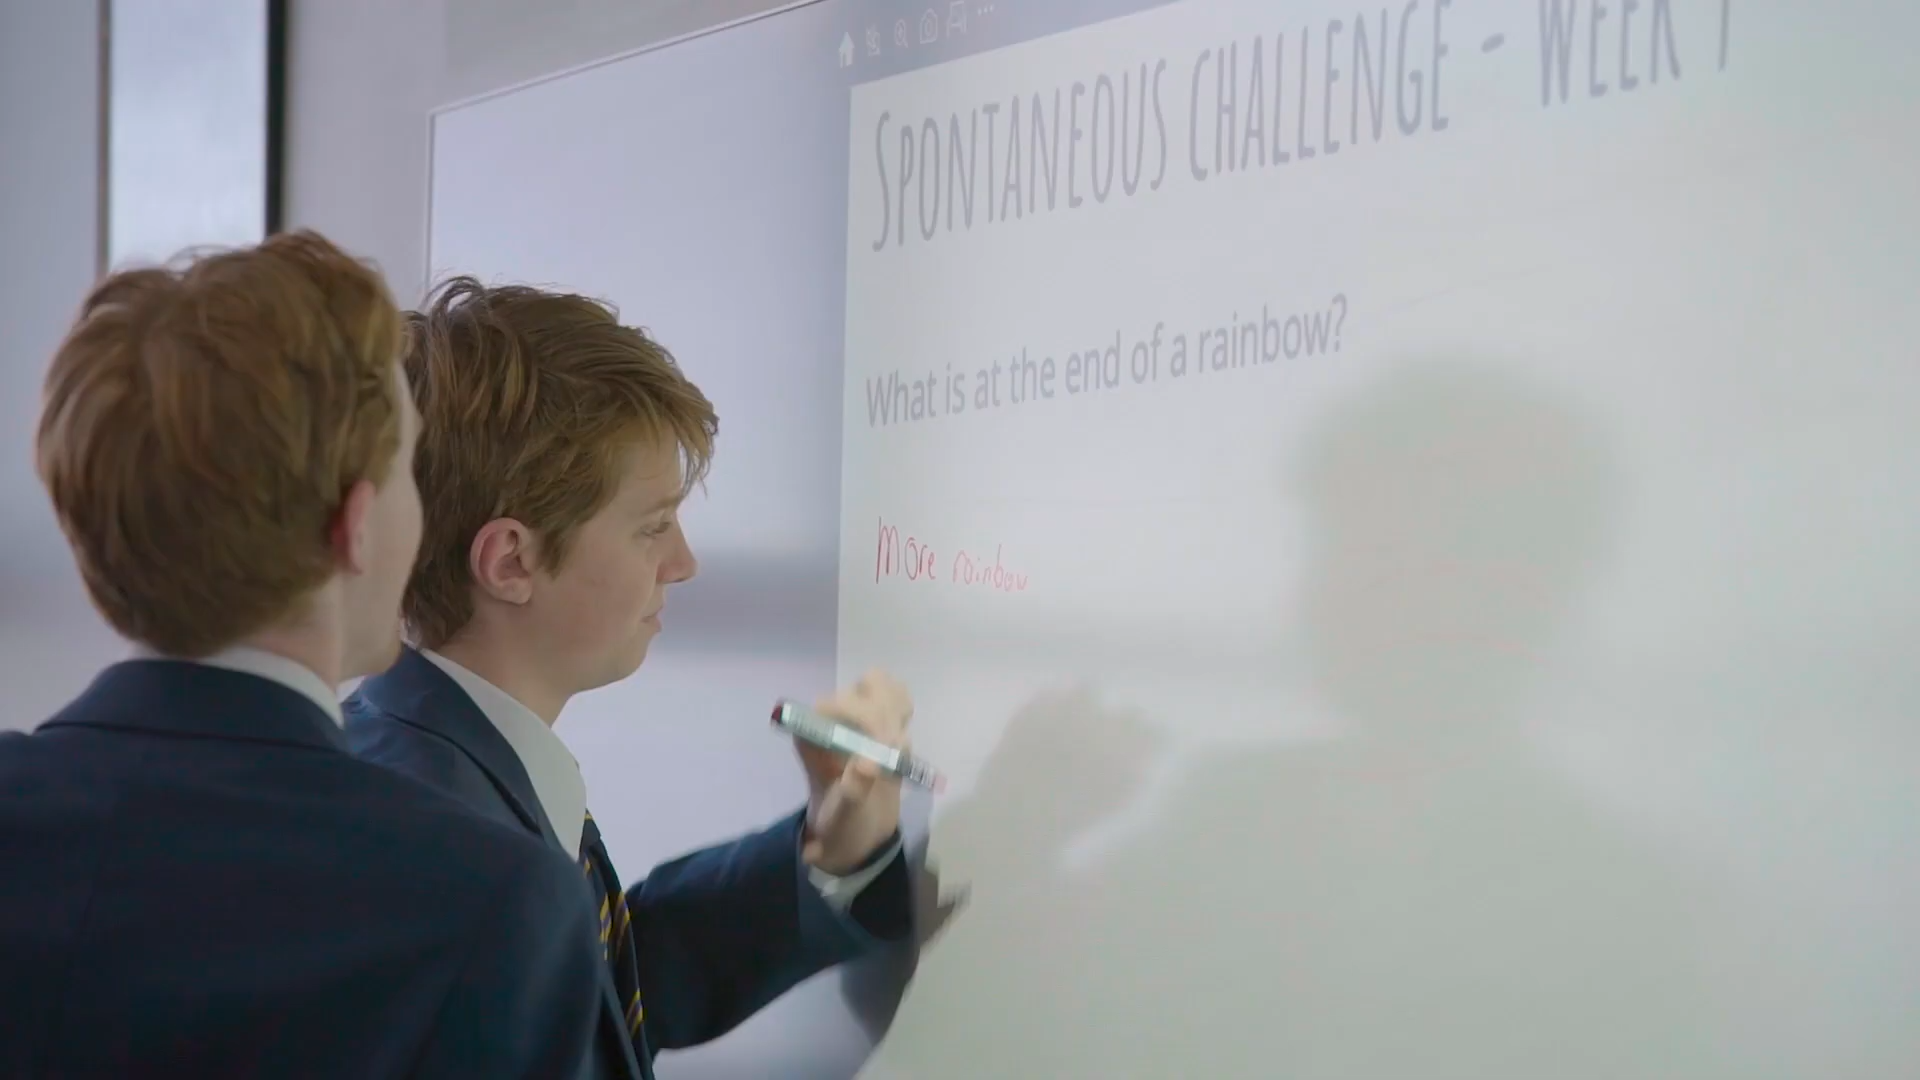 Spontaneous challenge - Week
What is at the end of a rainbow?
More rainbow